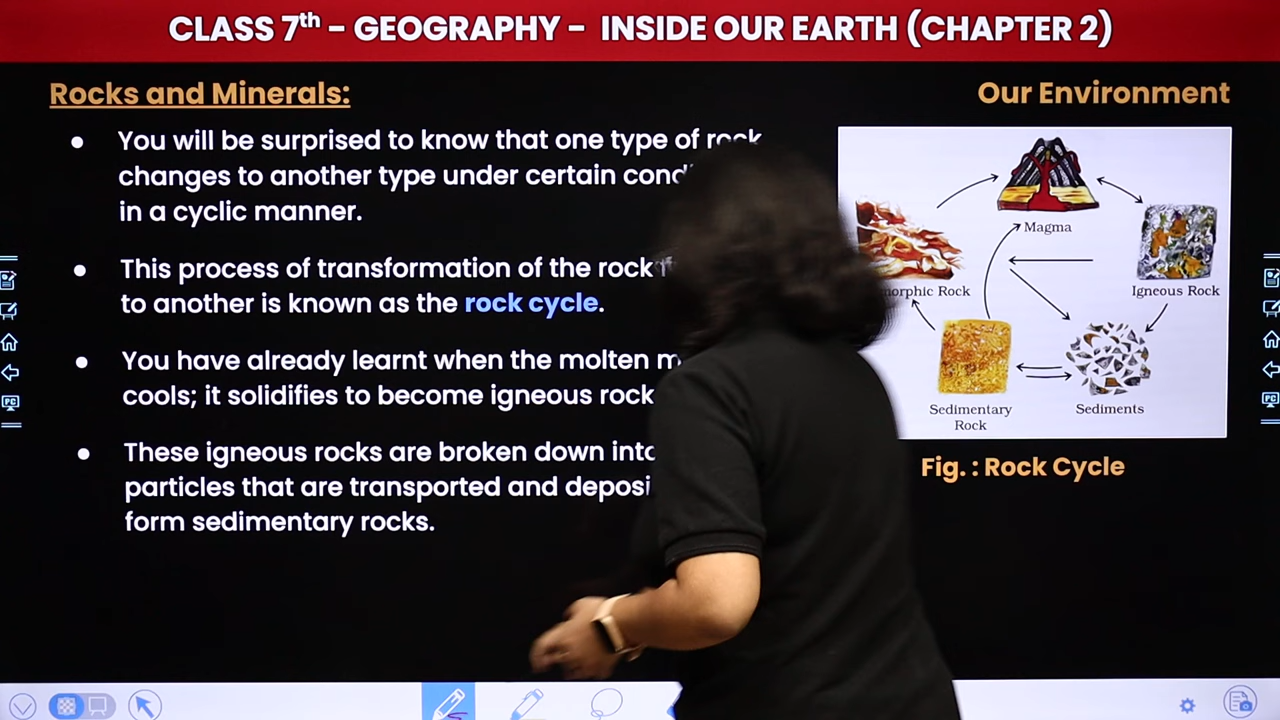 CLASS 7th - GEOGRAPHY - INSIDE OUR EARTH (CHAPTER 2)
Rocks and Minerals:
Our Environment
● You will be surprised to know that one type of rock
changes to another type under certain
in a cyclic manner.
● This process of transformation of the rock
to another is known as the rock cycle.
● You have already learnt when the molten
cools; it solidifies to become igneous rock
● These igneous rocks are broken down into
particles that are transported and
form sedimentary rocks.
Magma
Rock
Igneous Rock
Sedimentary
Rock
Sediments
Fig. : Rock Cycle
PC
PC